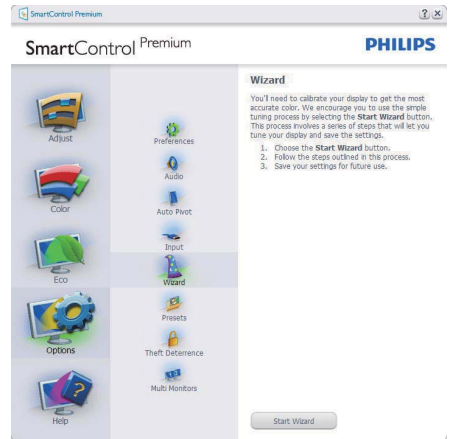 SmartControl Premium
SmartControl Premium
PHILIPS
Adjust
Color
Eco
Options
Help
Preferences
Audio
Auto Pivot
Input
Wizard
Presets
Theft Deterrence
Multi Monitors
Wizard
You'll need to calibrate your display to get the most
accurate color. We encourage you to use the simple
tuning process by selecting the Start Wizard button.
This process involves a series of steps that will let you
tune your display and save the settings.
1. Choose the Start Wizard button.
2. Follow the steps outlined in this process.
3. Save your settings for future use.
Start Wizard